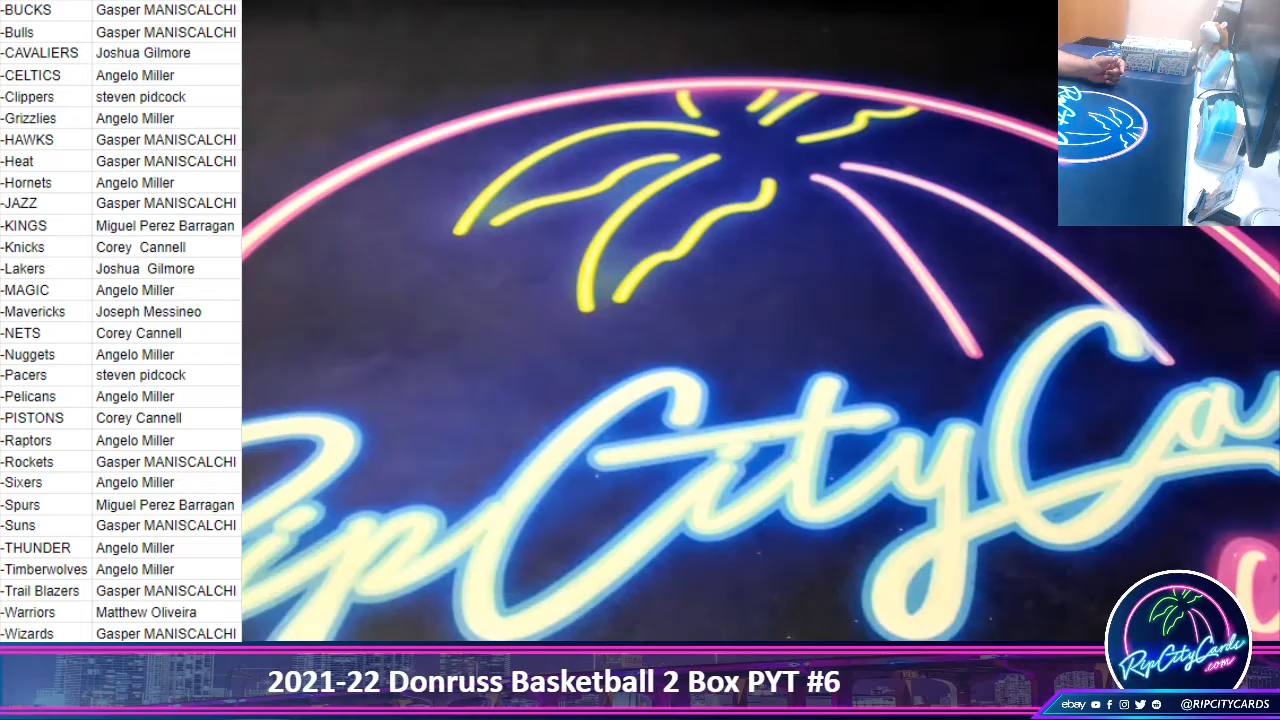 -BUCKS Gasper MANISCALCHI
-Bulls Gasper MANISCALCHI
-CAVALIERS Joshua Gilmore
-CELTICS Angelo Miller
-Clippers steven pidcock
-Grizzlies Angelo Miller
-HAWKS Gasper MANISCALCHI
-Heat Gasper MANISCALCHI
-Hornets Angelo Miller
-JAZZ Gasper MANISCALCHI
-KINGS Miguel Perez Barragan
-Knicks Corey Cannell
-Lakers Joshua Gilmore
-MAGIC Angelo Miller
-Mavericks Joseph Messineo
-NETS Corey Cannell
-Nuggets Angelo Miller
-Pacers steven pidcock
-Pelicans Angelo Miller
-PISTONS Corey Cannell
-Raptors Angelo Miller
-Rockets Gasper MANISCALCHI
-Sixers Angelo Miller
-Spurs Miguel Perez Barragan
-Suns Gasper MANISCALCHI
-THUNDER Angelo Miller
-Timberwolves Angelo Miller
-Trail Blazers Gasper MANISCALCHI
-Warriors Matthew Oliveira
-Wizards Gasper MANISCALCHI
RipCityCa
2021-22 Donruss Basketball 2 Box PYT #6
RipCityCards
.com
ebay @RIPCITYCARDS